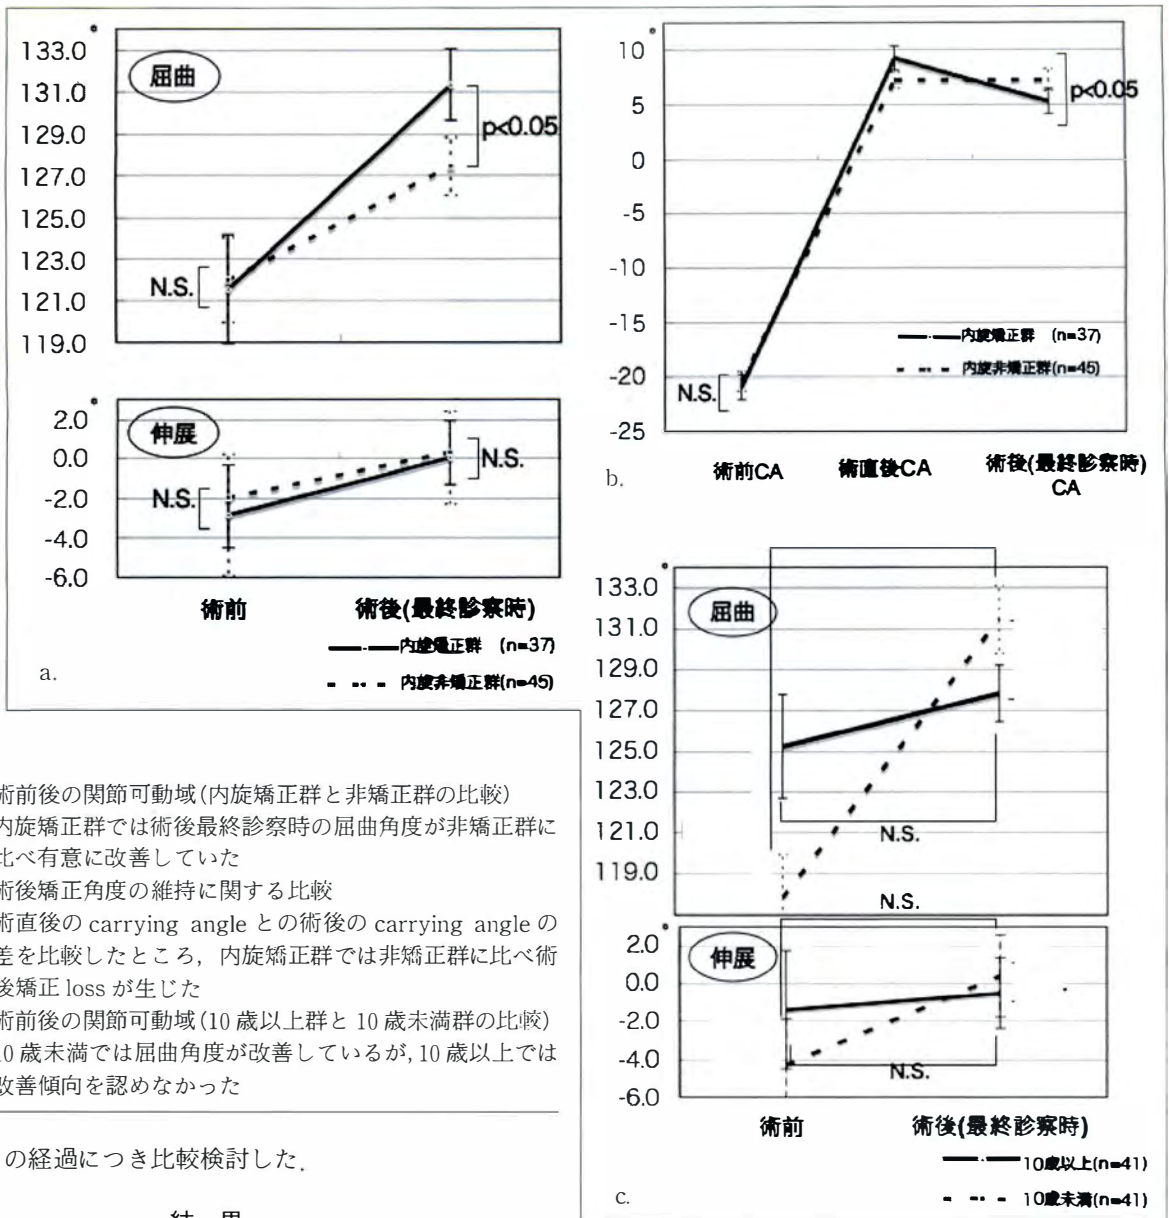 133.0
131.0
129.0
127.0
125.0
123.0
121.0
119.0
°
屈曲
p<0.05
N.S.
2.0
0.0
-2.0
-4.0
-6.0
°
伸展
N.S.
N.S.
術前 術後(最終診察時)
内旋矯正群 (n=37)
内旋非矯正群(n=45)
a.
10
5
0
-5
-10
-15
-20
-25
°
p<0.05
内旋矯正群 (n=37)
内旋非矯正群(n=45)
N.S.
術前CA 術直後CA 術後(最終診察時)
CA
b.
133.0
131.0
129.0
127.0
125.0
123.0
121.0
119.0
°
屈曲
N.S.
N.S.
2.0
0.0
-2.0
-4.0
-6.0
°
伸展
N.S.
術前 術後(最終診察時)
10歳以上(n=41)
10歳未満(n=41)
c.
術前後の関節可動域(内旋矯正群と非矯正群の比較)
内旋矯正群では術後最終診察時の屈曲角度が非矯正群に
比べ有意に改善していた
術後矯正角度の維持に関する比較
術直後の carrying angle との術後の carrying angle の
差を比較したところ，内旋矯正群では非矯正群に比べ術
後矯正 loss が生じた
術前後の関節可動域(10 歳以上群と 10 歳未満群の比較)
10 歳未満では屈曲角度が改善しているが，10 歳以上では
改善傾向を認めなかった
の経過につき比較検討した．